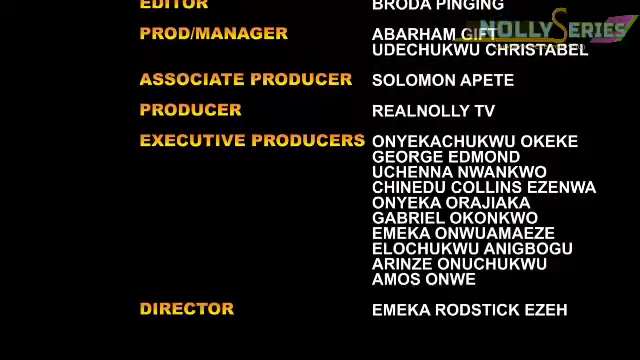 NOLLYSERIES
EDITOR BRODA PINGING
PROD/MANAGER ABARHAM GIFT
UDECHUKWU CHRISTABEL
ASSOCIATE PRODUCER SOLOMON APETE
PRODUCER REALNOLLY TV
EXECUTIVE PRODUCERS ONYEKACHUKWU OKEKE
GEORGE EDMOND
UCHENNA NWANKWO
CHINEDU COLLINS EZENWA
ONYEKA ORAJIAKA
GABRIEL OKONKWO
EMEKA ONWUAMAEZE
ELOCHUKWU ANIGBOGU
ARINZE ONUCHUKWU
AMOS ONWE
DIRECTOR EMEKA RODSTICK EZEH